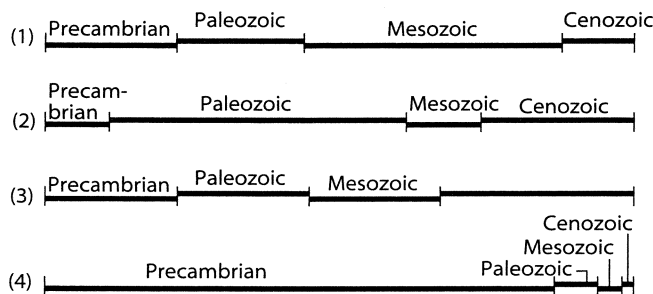 (1) Precambrian Paleozoic Mesozoic Cenozoic
(2) Precam-
brian Paleozoic Mesozoic Cenozoic
(3) Precambrian Paleozoic Mesozoic
Cenozoic
Mesozoic
(4) Precambrian Paleozoic